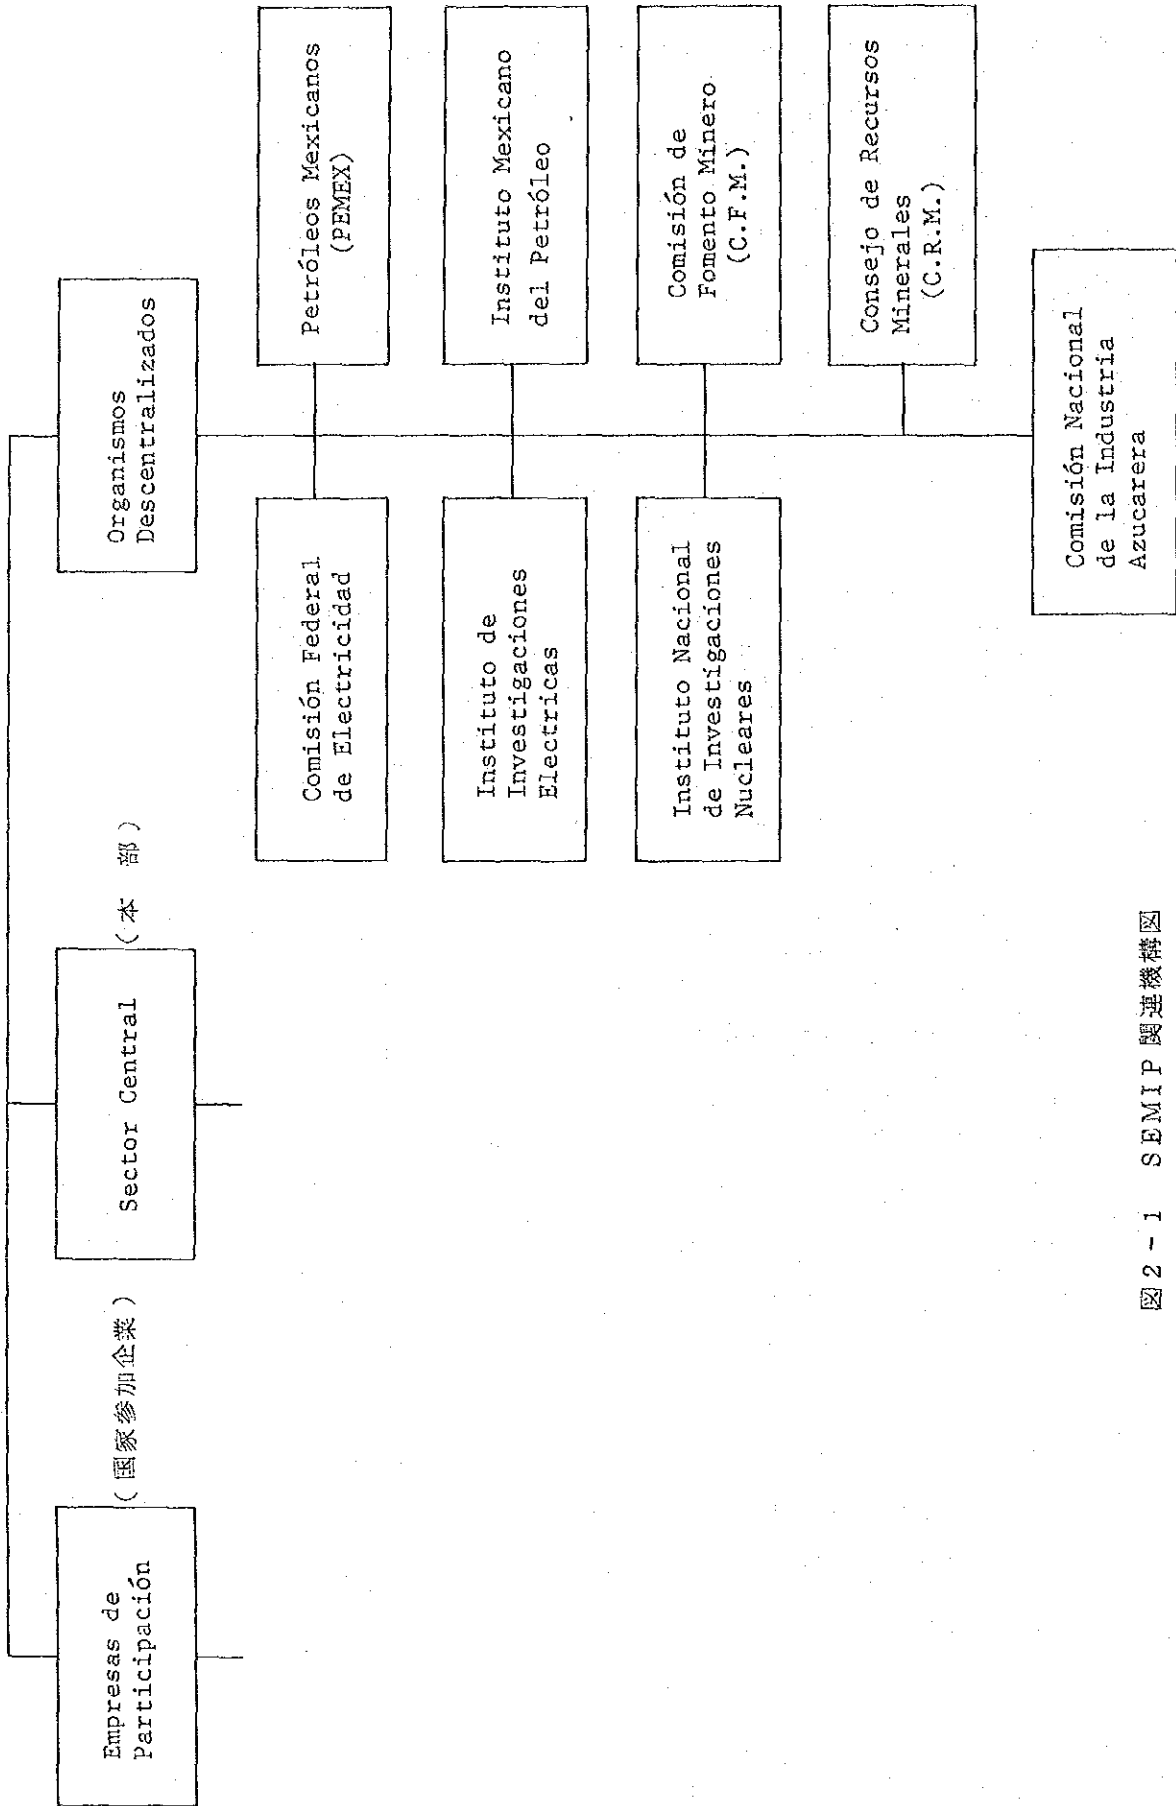 Empresas de
Participación
(国家参加企業)
Sector Central
(本 部)
Organismos
Descentralizados
Comisión Federal
de Electricidad
Petróleos Mexicanos
(PEMEX)
Instituto de
Investigaciones
Electricas
Instituto Mexicano
del Petróleo
Instituto Nacional
de Investigaciones
Nucleares
Comisión de
Fomento Minero
(C.F.M.)
Consejo de Recursos
Minerales
(C.R.M.)
Comisión Nacional
de la Industria
Azucarera
図2-1 SEMIP関連機構図